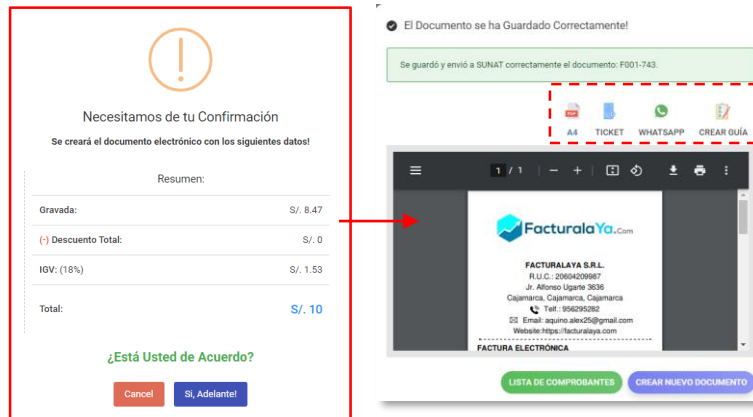 Necesitamos de tu Confirmación
Se creará el documento electrónico con los siguientes datos!
Resumen:
Gravada: S/. 8.47
(-) Descuento Total: S/. 0
IGV: (18%) S/. 1.53
Total: S/. 10
¿Está Usted de Acuerdo?
Cancel Si, Adelante!
El Documento se ha Guardado Correctamente!
Se guardó y envió a SUNAT correctamente el documento: F001-743.
PDF
A4 TICKET WHATSAPP CREAR GUÍA
1 / 1
FacturalaYa.Com
FACTURALAYA S.R.L.
R.U.C.: 20604209987
Jr. Alfonso Ugarte 3636
Cajamarca, Cajamarca, Cajamarca
Telf.: 956295282
Email: aquino.alex25@gmail.com
Website:https://facturalaya.com
FACTURA ELECTRÓNICA
LISTA DE COMPROBANTES CREAR NUEVO DOCUMENTO